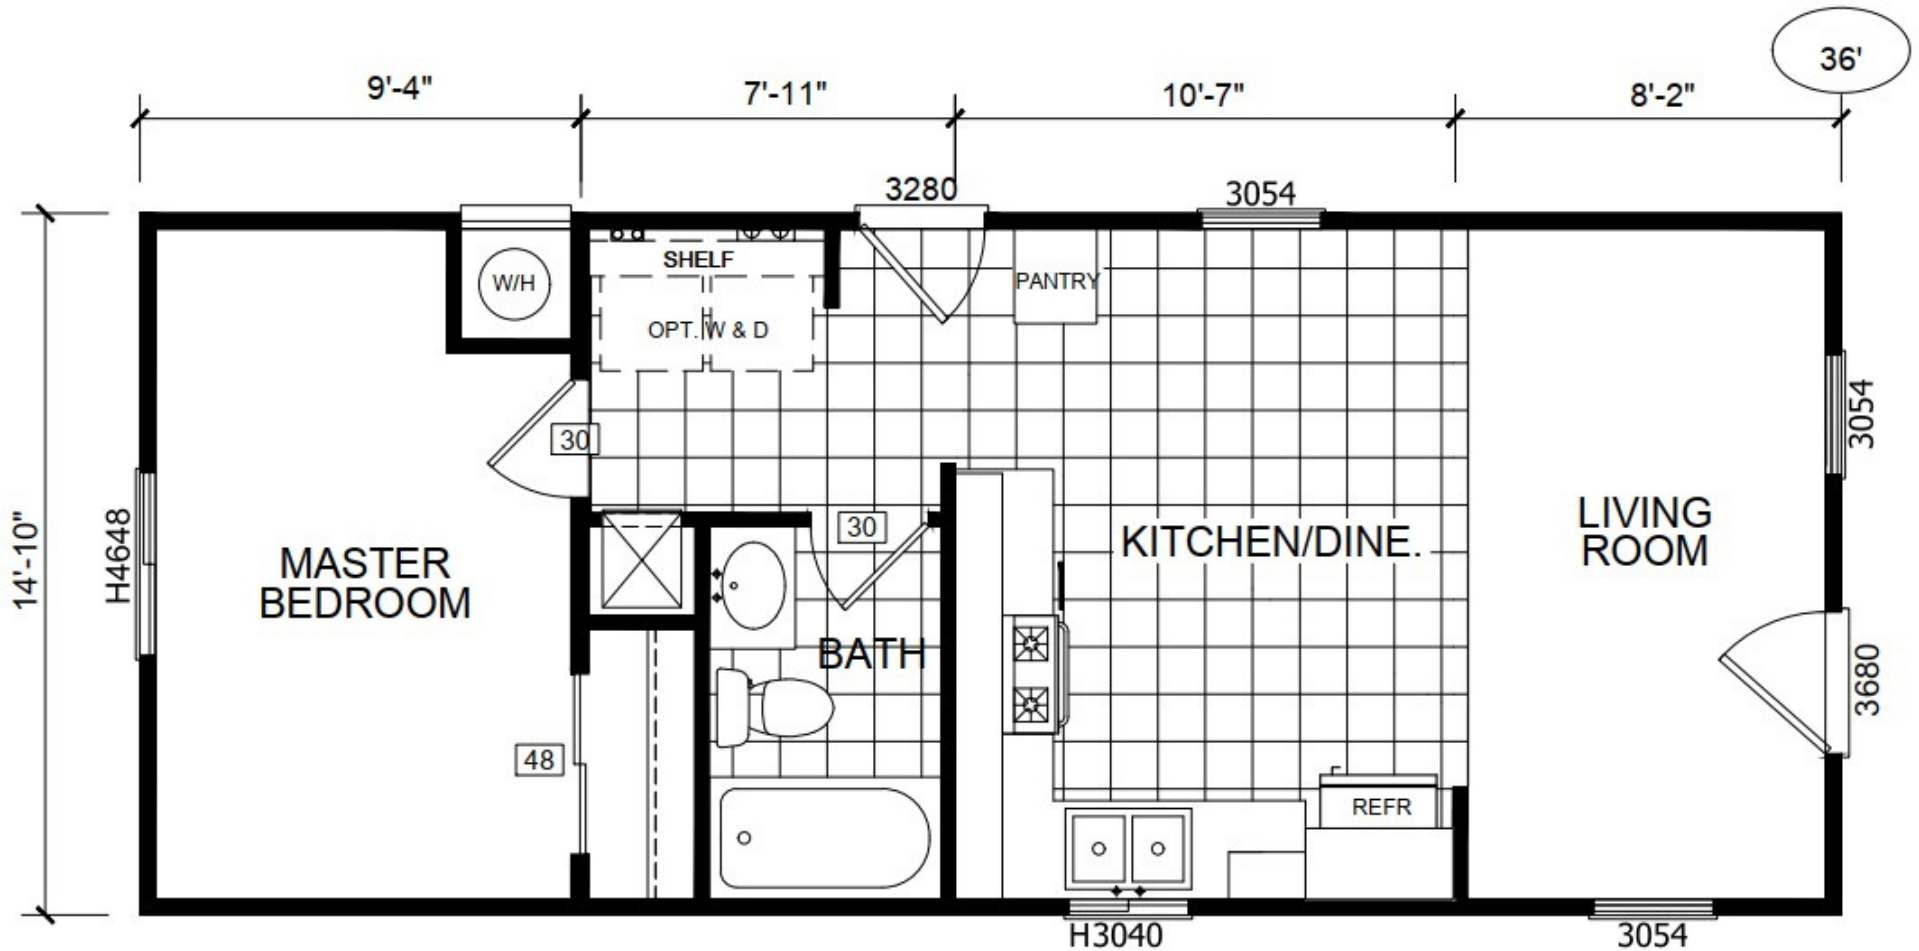 36'
9'-4"
7'-11"
10'-7"
8'-2"
3280
3054
W/H
SHELF
PANTRY
OPT. W & D
3054
30
14'-10"
H4648
MASTER
BEDROOM
30
KITCHEN/DINE.
LIVING
ROOM
BATH
3680
48
REFR
H3040
3054